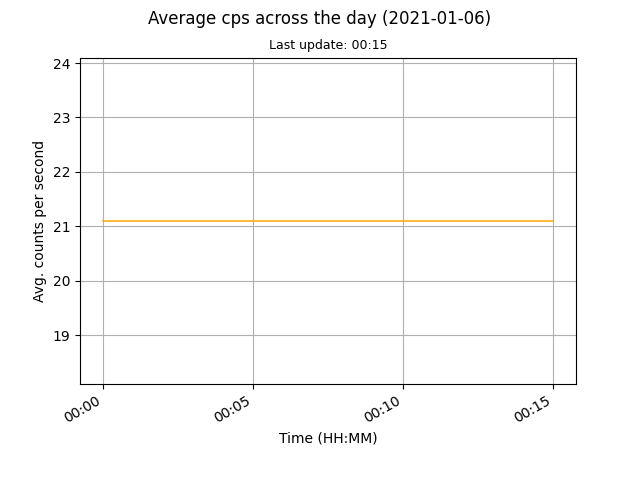 Average cps across the day (2021-01-06)
Last update: 00:15
24
23
22
21
20
19
Avg. counts per second
00:00
00:05
00:10
00:15
Time (HH:MM)